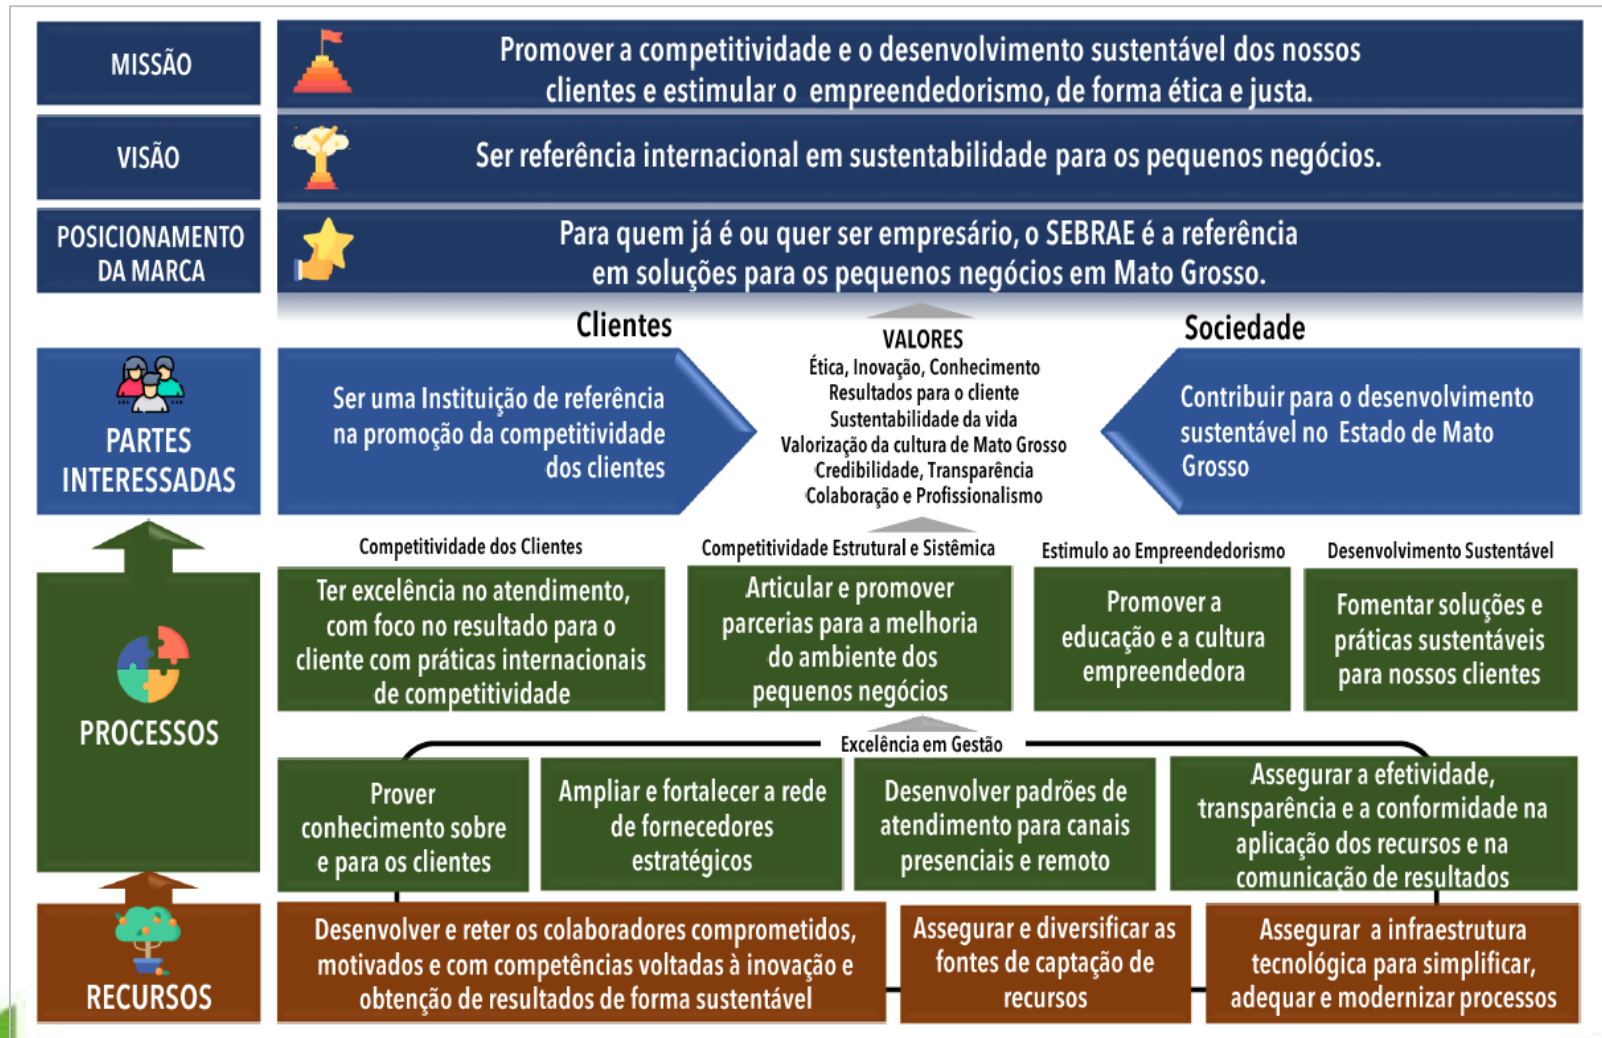 MISSÃO
Promover a competitividade e o desenvolvimento sustentável dos nossos
clientes e estimular o empreendedorismo, de forma ética e justa.
VISÃO
Ser referência internacional em sustentabilidade para os pequenos negócios.
POSICIONAMENTO
DA MARCA
Para quem já é ou quer ser empresário, o SEBRAE é a referência
em soluções para os pequenos negócios em Mato Grosso.
PARTES
INTERESSADAS
Clientes
Ser uma Instituição de referência
na promoção da competitividade
dos clientes
VALORES
Ética, Inovação, Conhecimento
Resultados para o cliente
Sustentabilidade da vida
Valorização da cultura de Mato Grosso
Credibilidade, Transparência
Colaboração e Profissionalismo
Sociedade
Contribuir para o desenvolvimento
sustentável no Estado de Mato
Grosso
PROCESSOS
Competitividade dos Clientes
Ter excelência no atendimento,
com foco no resultado para o
cliente com práticas internacionais
de competitividade
Competitividade Estrutural e Sistêmica
Articular e promover
parcerias para a melhoria
do ambiente dos
pequenos negócios
Estimulo ao Empreendedorismo
Promover a
educação e a cultura
empreendedora
Desenvolvimento Sustentável
Fomentar soluções e
práticas sustentáveis
para nossos clientes
Excelência em Gestão
Prover
conhecimento sobre
e para os clientes
Ampliar e fortalecer a rede
de fornecedores
estratégicos
Desenvolver padrões de
atendimento para canais
presenciais e remoto
Assegurar a efetividade,
transparência e a conformidade na
aplicação dos recursos e na
comunicação de resultados
RECURSOS
Desenvolver e reter os colaboradores comprometidos,
motivados e com competências voltadas à inovação e
obtenção de resultados de forma sustentável
Assegurar e diversificar as
fontes de captação de
recursos
Assegurar a infraestrutura
tecnológica para simplificar,
adequar e modernizar processos